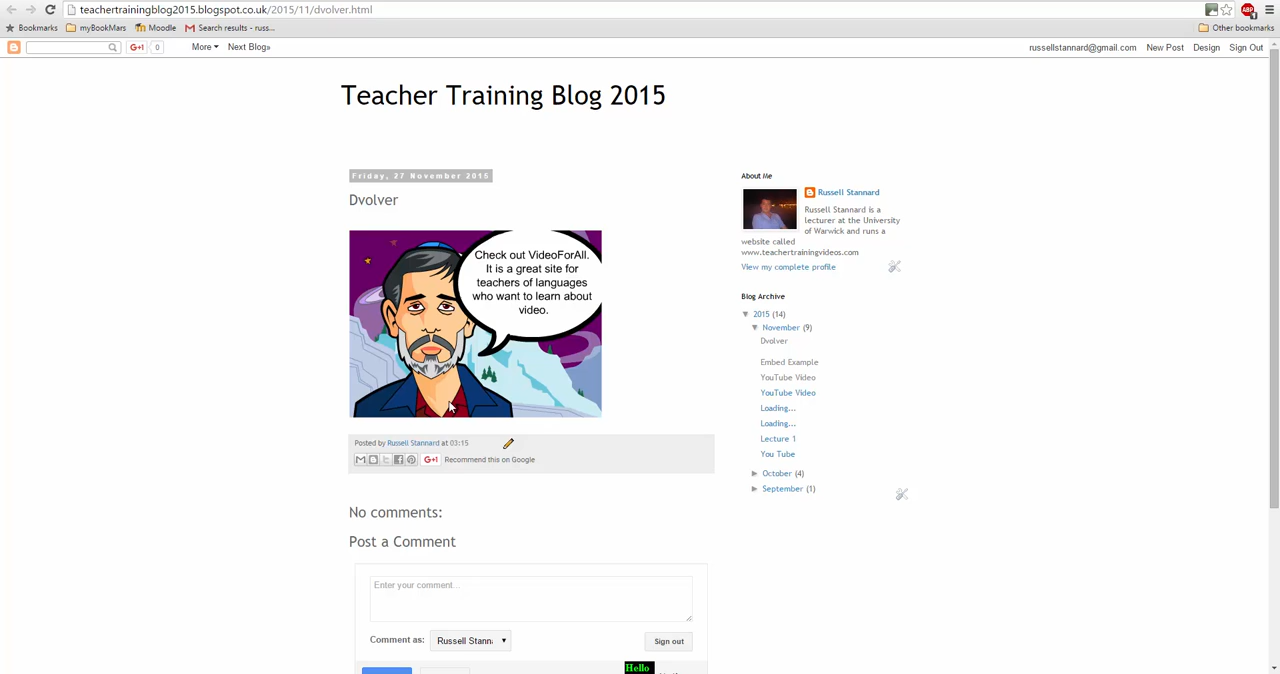 teachertrainingblog2015.blogspot.co.uk/2015/11/dvolver.html
Bookmarks myBookMars Moodle Search results - russ... Other bookmarks
G+1 0 More Next Blog» russellstannard@gmail.com New Post Design Sign Out
Teacher Training Blog 2015
Friday, 27 November 2015
Dvolver
Check out VideoForAll.
It is a great site for
teachers of languages
who want to learn about
video.
Posted by Russell Stannard at 03:15
G+1 Recommend this on Google
No comments:
Post a Comment
Enter your comment...
Comment as: Russell Stann
Sign out
Hello
About Me
Russell Stannard
Russell Stannard is a
lecturer at the University
of Warwick and runs a
website called
www.teachertrainingvideos.com
View my complete profile
Blog Archive
▼ 2015 (14)
▼ November (9)
Dvolver
Embed Example
YouTube Video
YouTube Video
Loading...
Loading...
Lecture 1
You Tube
► October (4)
► September (1)